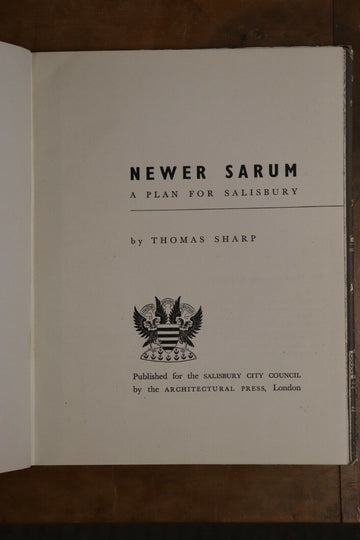 NEWER SARUM
A PLAN FOR SALISBURY
by THOMAS SHARP
Published for the SALISBURY CITY COUNCIL
by the ARCHITECTURAL PRESS, London